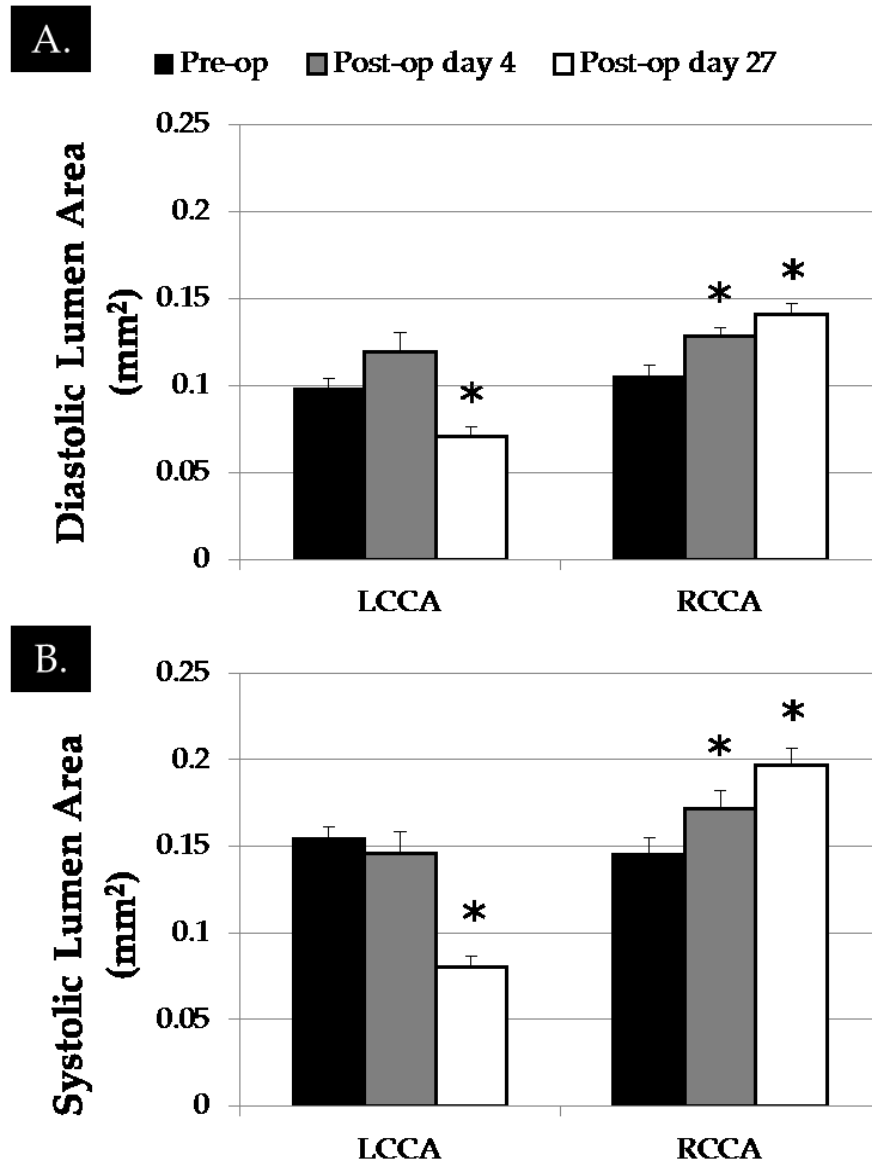 A.
Pre-op Post-op day 4 Post-op day 27
Diastolic Lumen Area
(mm²)
0.25
0.2
0.15
0.1
0.05
0
*
*
*
LCCA RCCA
B.
Systolic Lumen Area
(mm²)
0.25
0.2
0.15
0.1
0.05
0
*
*
*
LCCA RCCA